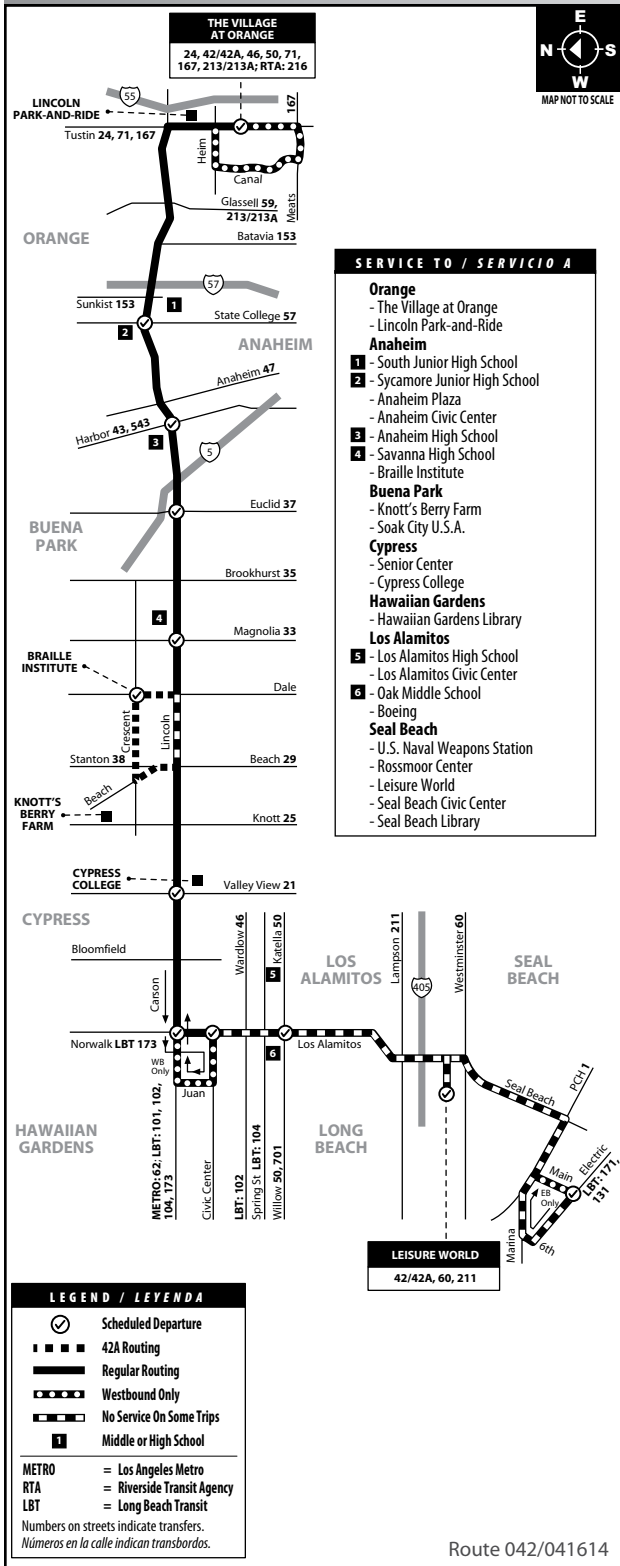 THE VILLAGE
AT ORANGE
24, 42/42A, 46, 50, 71,
167, 213/213A; RTA: 216
E
N
S
W
MAP NOT TO SCALE
55
LINCOLN
PARK-AND-RIDE
167
Tustin 24, 71, 167
Heim
Canal
Meats
Glassell 59,
213/213A
ORANGE
Batavia 153
57
Sunkist 153
1
State College 57
2
ANAHEIM
Anaheim 47
Harbor 43, 543
3
5
Euclid 37
BUENA
PARK
Brookhurst 35
4
Magnolia 33
BRAILLE
INSTITUTE
Dale
Crescent
Lincoln
Stanton 38
Beach 29
Beach
KNOTT'S
BERRY
FARM
Knott 25
CYPRESS
COLLEGE
Valley View 21
CYPRESS
Bloomfield
Carson
Wardlow 46
Katella 50
5
LOS
ALAMITOS
Lampson 211
405
Westminster 60
SEAL
BEACH
Norwalk LBT 173
WB
Only
Juan
6
Los Alamitos
Seal Beach
PCH 1
HAWAIIAN
GARDENS
METRO: 62; LBT: 101, 102,
104, 173
Civic Center
LBT: 102
Spring St LBT: 104
Willow 50, 701
LONG
BEACH
Main
Electric
LBT: 171,
131
EB
Only
Marina
6th
LEISURE WORLD
42/42A, 60, 211
SERVICE TO / SERVICIO A
Orange
- The Village at Orange
- Lincoln Park-and-Ride
Anaheim
1 - South Junior High School
2 - Sycamore Junior High School
- Anaheim Plaza
- Anaheim Civic Center
3 - Anaheim High School
4 - Savanna High School
- Braille Institute
Buena Park
- Knott's Berry Farm
- Soak City U.S.A.
Cypress
- Senior Center
- Cypress College
Hawaiian Gardens
- Hawaiian Gardens Library
Los Alamitos
5 - Los Alamitos High School
- Los Alamitos Civic Center
6 - Oak Middle School
- Boeing
Seal Beach
- U.S. Naval Weapons Station
- Rossmoor Center
- Leisure World
- Seal Beach Civic Center
- Seal Beach Library
LEGEND / LEYENDA
Scheduled Departure
42A Routing
Regular Routing
Westbound Only
No Service On Some Trips
1 Middle or High School
METRO = Los Angeles Metro
RTA = Riverside Transit Agency
LBT = Long Beach Transit
Numbers on streets indicate transfers.
Números en la calle indican transbordos.
Route 042/041614